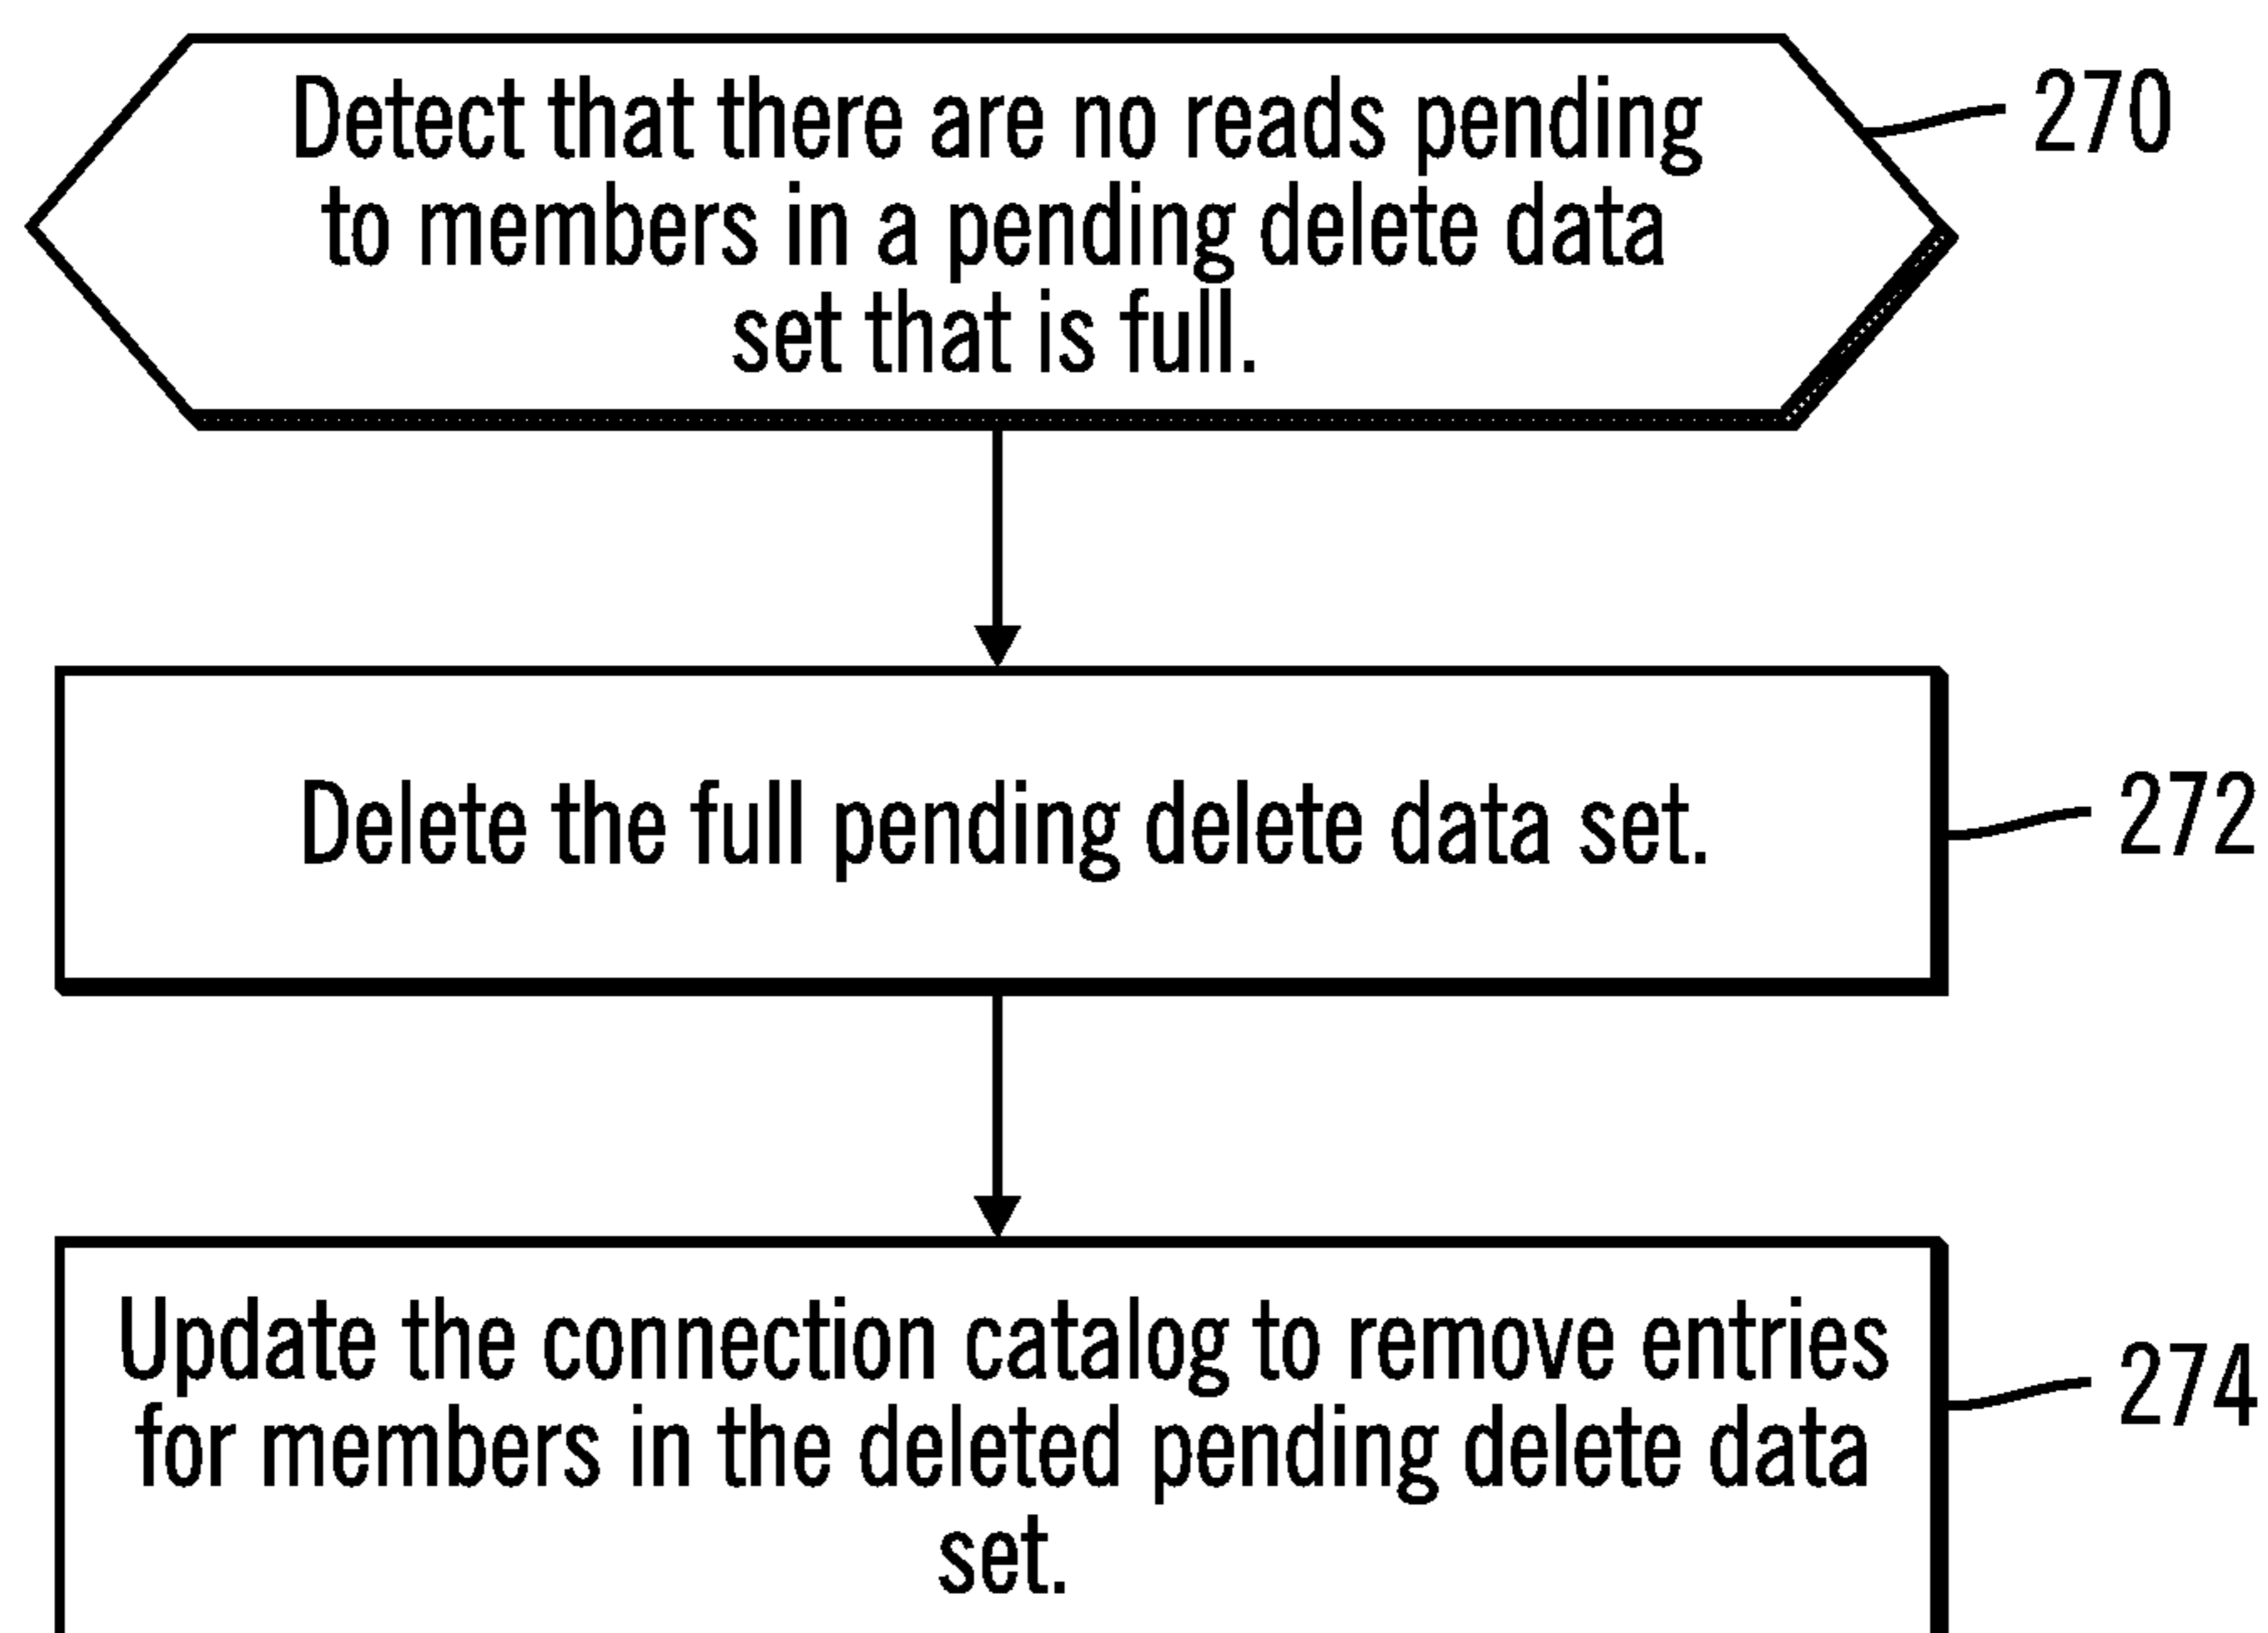 Detect that there are no reads pending
to members in a pending delete data
set that is full.
270
Delete the full pending delete data set.
272
Update the connection catalog to remove entries
for members in the deleted pending delete data
set.
274